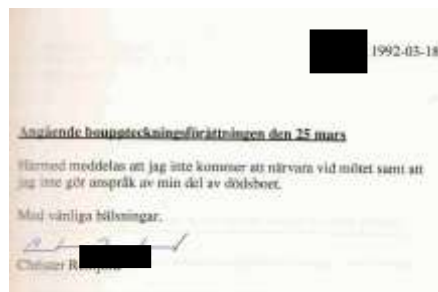 1992-03-18
Angående bouppteckningsförättningen den 25 mars
Härmed meddelas att jag inte kommer att närvara vid mötet samt att
jag inte gör anspråk av min del av dödsboet.
Med vänliga hälsningar.
Christer